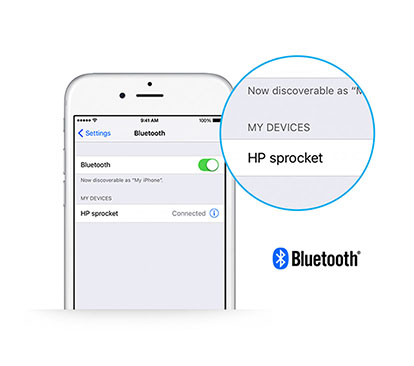 9:41 AM 100%
Settings Bluetooth
Bluetooth
Now discoverable as "My iPhone".
MY DEVICES
HP sprocket Connected
Now discoverable as "M
MY DEVICES
HP sprocket
Bluetooth®